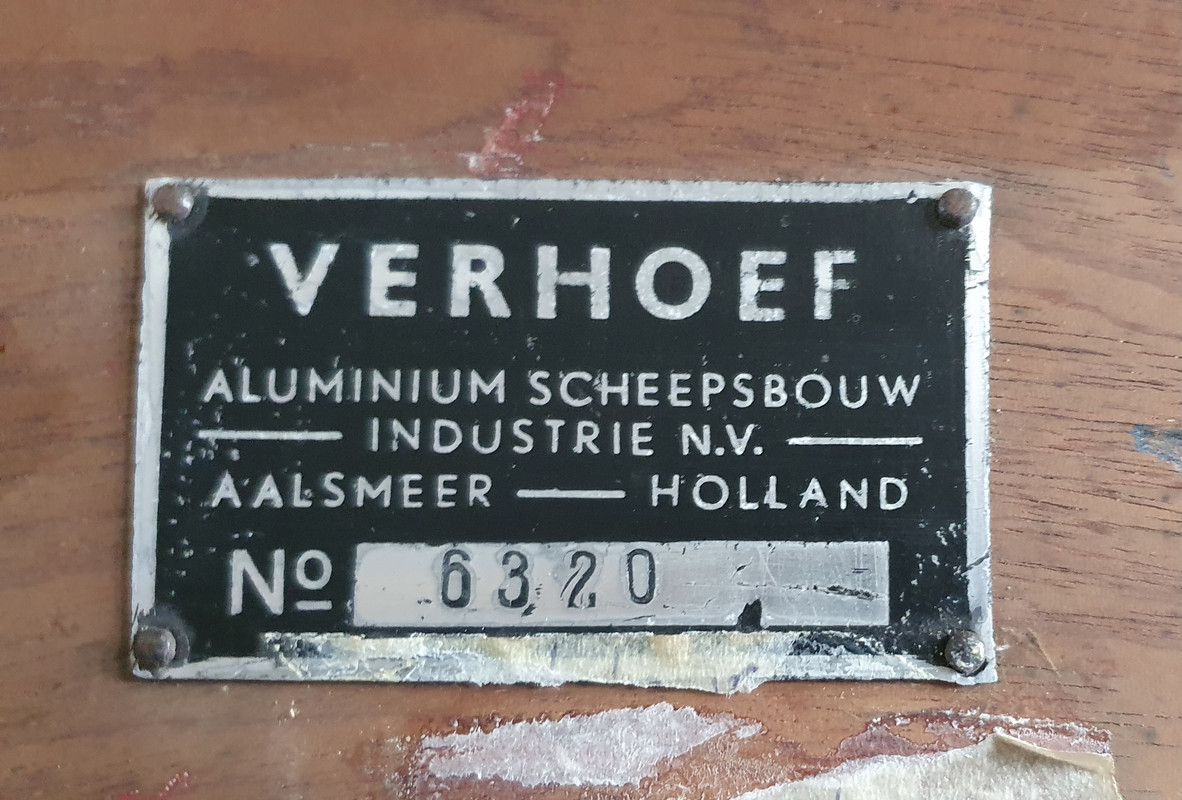 VERHOEF
ALUMINIUM SCHEEPSBOUW
INDUSTRIE N.V.
AALSMEER — HOLLAND
Nº 6320